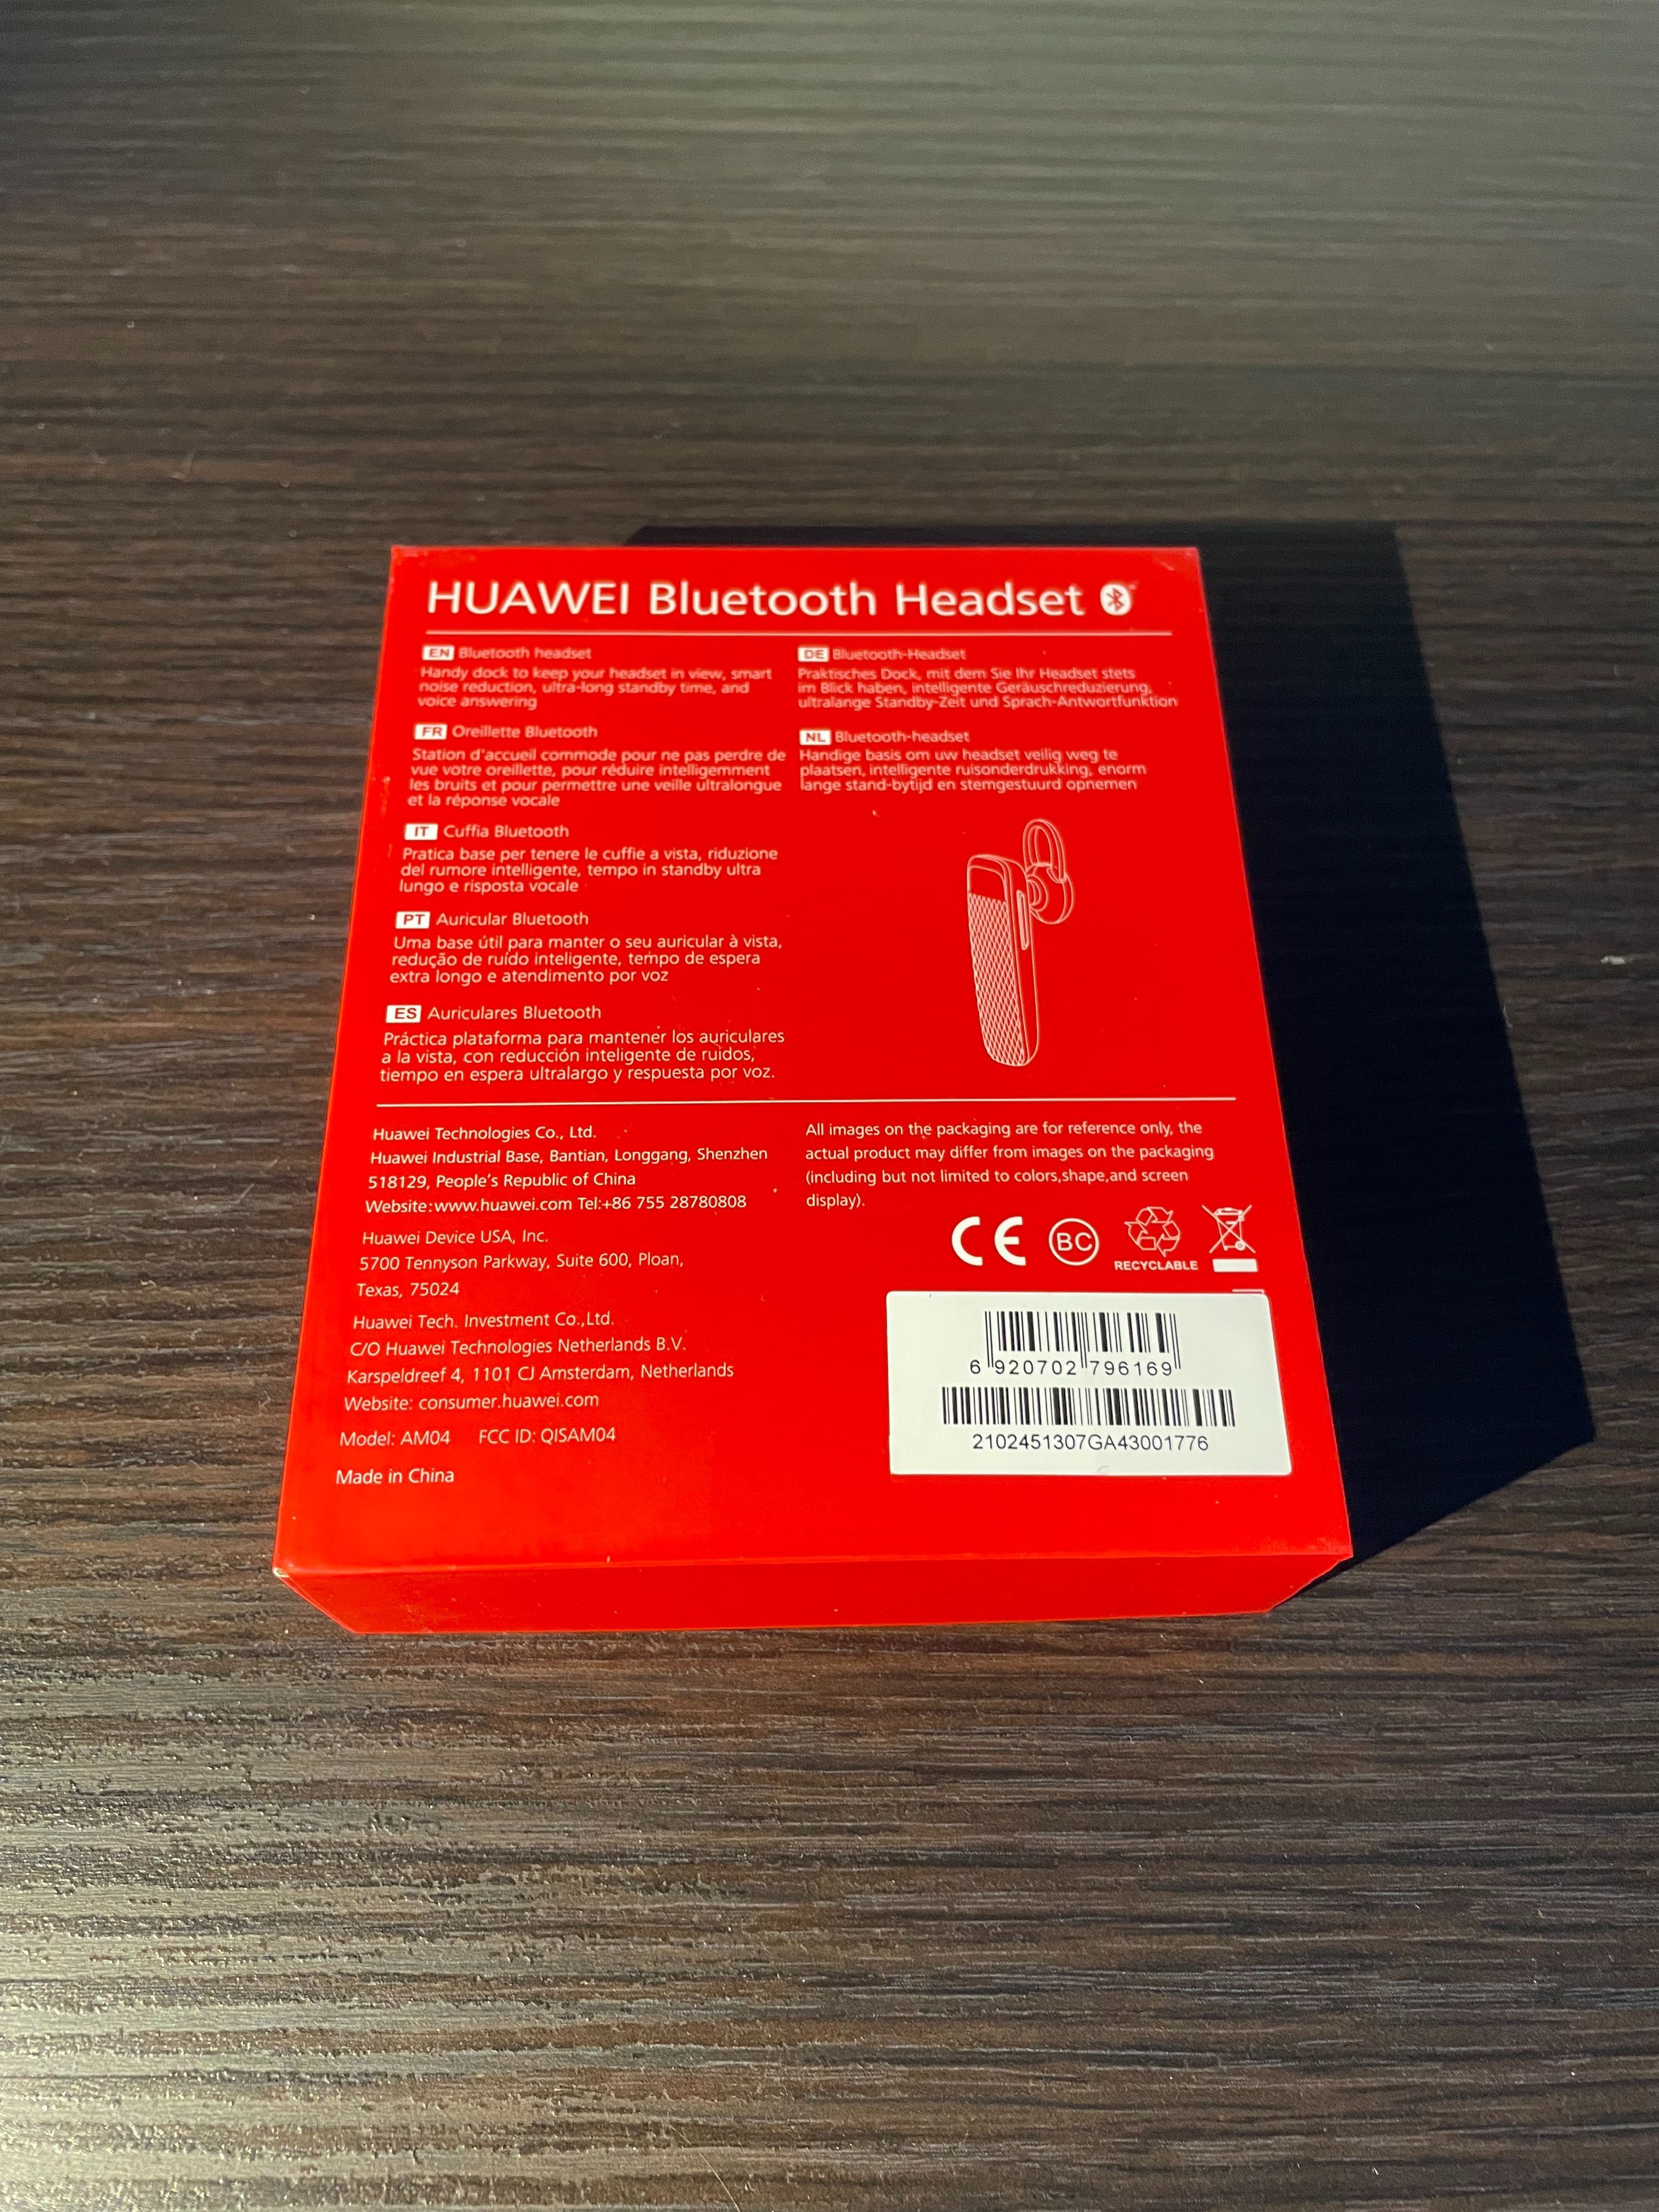 HUAWEI Bluetooth Headset
EN Bluetooth headset
Handy dock to keep your headset in view, smart
noise reduction, ultra-long standby time, and
voice answering
FR Oreillette Bluetooth
Station d'accueil commode pour ne pas perdre de
vue votre oreillette, pour réduire intelligemment
les bruits et pour permettre une veille ultralongue
et la réponse vocale
IT Cuffia Bluetooth
Pratica base per tenere le cuffie a vista, riduzione
del rumore intelligente, tempo in standby ultra
lungo e risposta vocale
PT Auricular Bluetooth
Uma base útil para manter o seu auricular à vista,
redução de ruído inteligente, tempo de espera
extra longo e atendimento por voz
ES Auriculares Bluetooth
Práctica plataforma para mantener los auriculares
a la vista, con reducción inteligente de ruidos,
tiempo en espera ultralargo y respuesta por voz.
DE Bluetooth-Headset
Praktisches Dock, mit dem Sie Ihr Headset stets
im Blick haben, intelligente Geräuschreduzierung,
ultralange Standby-Zeit und Sprach-Antwortfunktion
NL Bluetooth-headset
Handige basis om uw headset veilig weg te
plaatsen, intelligente ruisonderdrukking, enorm
lange stand-bytijd en stemgestuurd opnemen
Huawei Technologies Co., Ltd.
Huawei Industrial Base, Bantian, Longgang, Shenzhen
518129, People's Republic of China
Website:www.huawei.com Tel:+86 755 28780808
Huawei Device USA, Inc.
5700 Tennyson Parkway, Suite 600, Ploan,
Texas, 75024
Huawei Tech. Investment Co.,Ltd.
C/O Huawei Technologies Netherlands B.V.
Karspeldreef 4, 1101 CJ Amsterdam, Netherlands
Website: consumer.huawei.com
Model: AM04 FCC ID: QISAM04
Made in China
All images on the packaging are for reference only, the
actual product may differ from images on the packaging
(including but not limited to colors,shape,and screen
display).
CE BC
RECYCLABLE
6 920702 796169
2102451307GA43001776